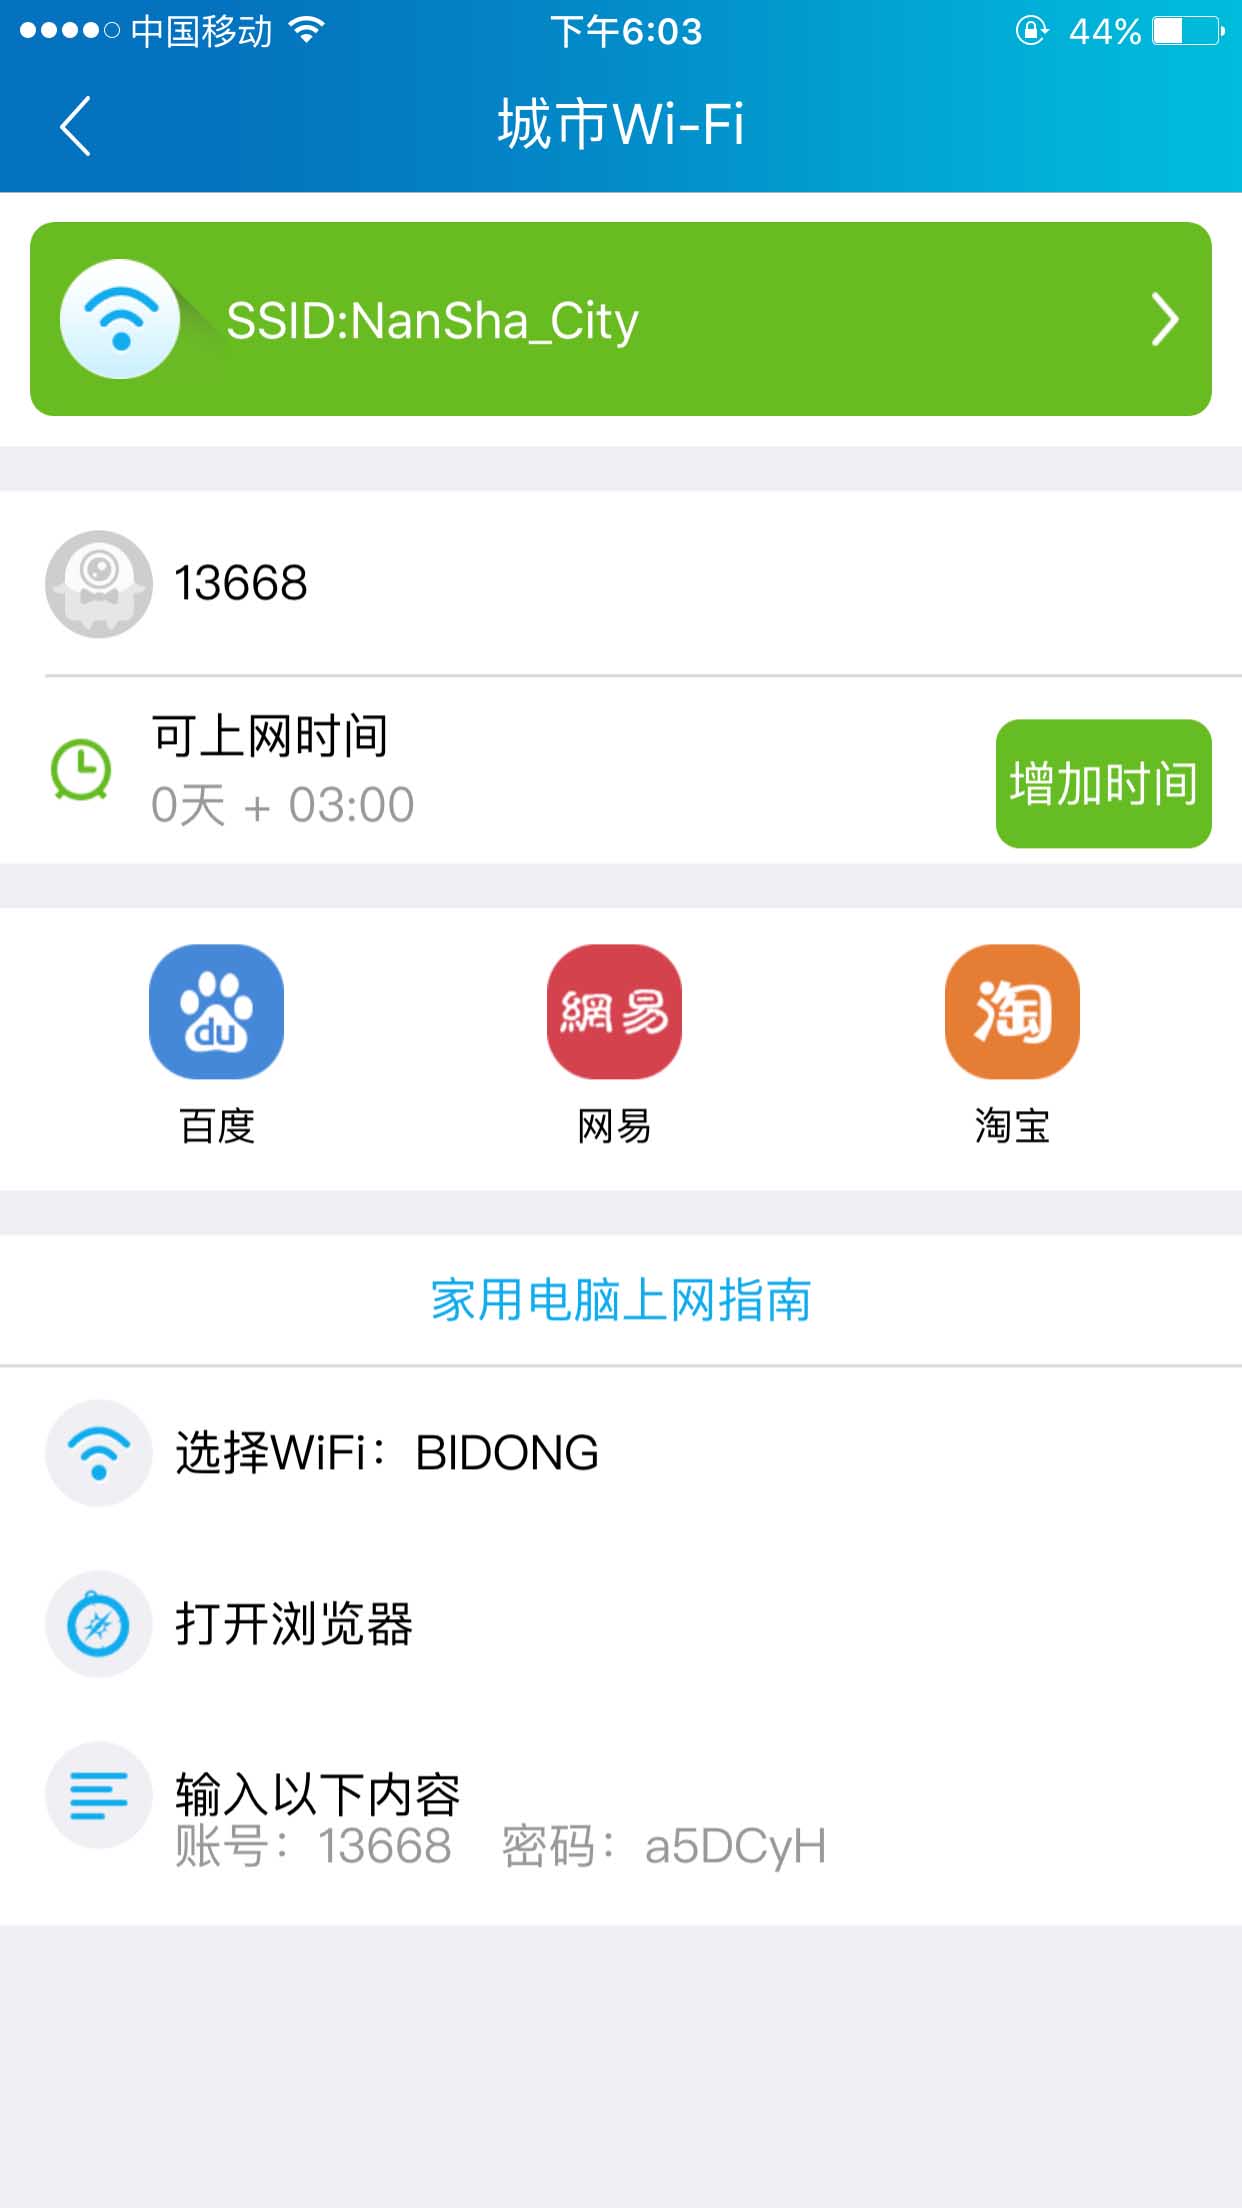 中国移动 下午6:03 44%
城市Wi-Fi
SSID:NanSha_City
13668
可上网时间
0天 + 03:00
增加时间
du 網易 淘
百度 网易 淘宝
家用电脑上网指南
选择WiFi：BIDONG
打开浏览器
输入以下内容
账号：13668 密码：a5DCyH